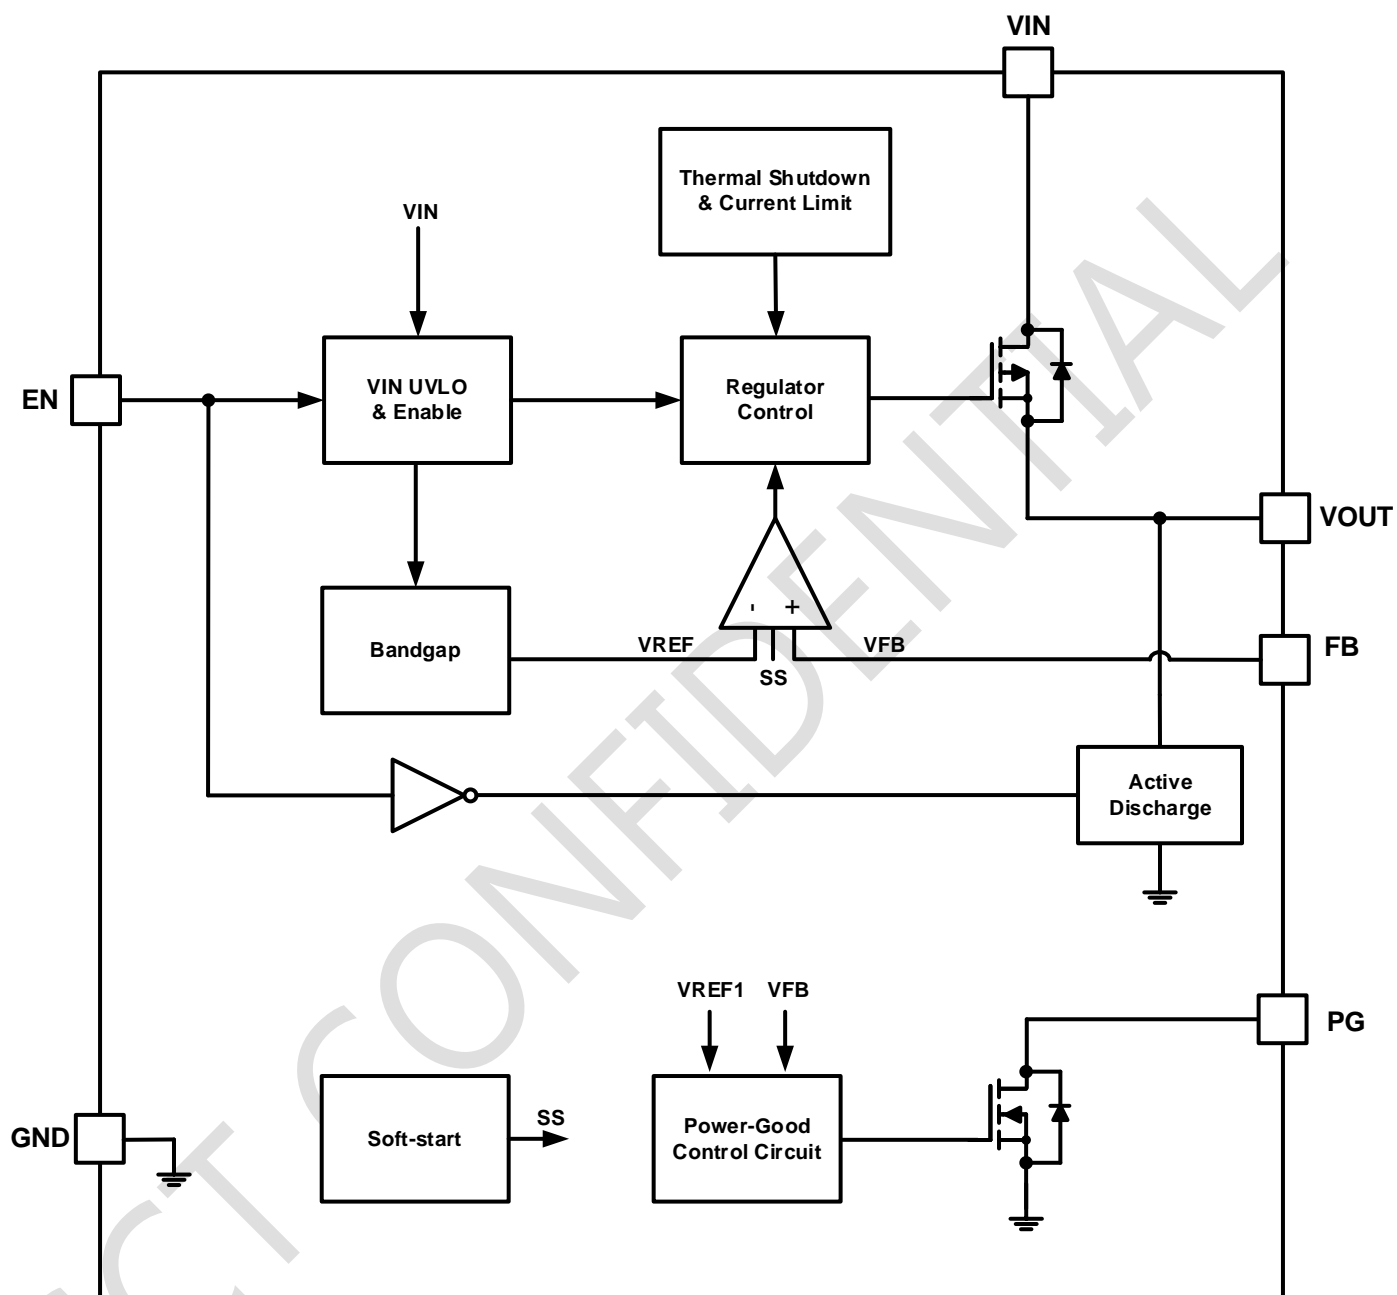 VIN
Thermal Shutdown
& Current Limit
VIN
EN
VIN UVLO
& Enable
Regulator
Control
VOUT
- +
VREF
SS
VFB
FB
Bandgap
Active
Discharge
VREF1 VFB
PG
GND
Soft-start
SS
Power-Good
Control Circuit
CT CONFIDENTIAL